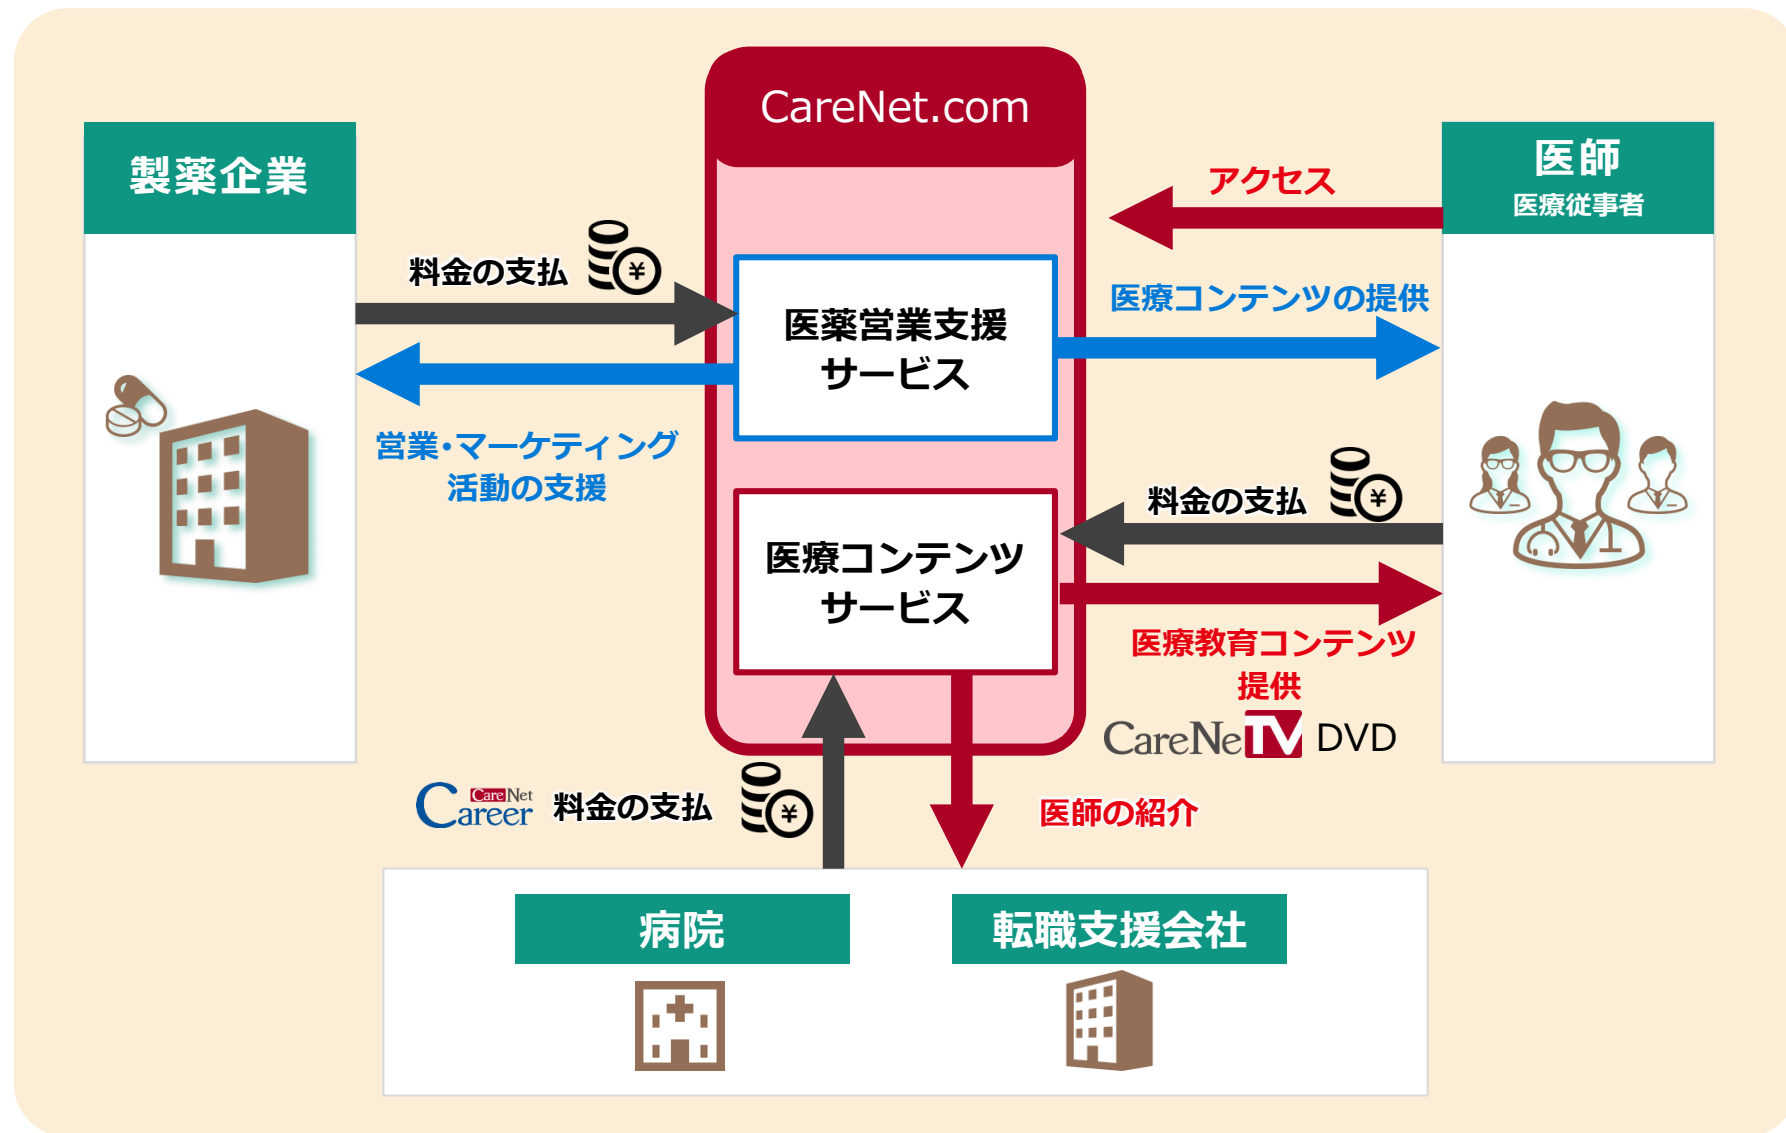 CareNet.com
製薬企業
医師
医療従事者
アクセス
料金の支払
¥
医療コンテンツの提供
医薬営業支援
サービス
営業・マーケティング
活動の支援
料金の支払
¥
医療コンテンツ
サービス
医療教育コンテンツ
提供
CareNeTV DVD
CareNet
Career
料金の支払
¥
医師の紹介
病院
転職支援会社